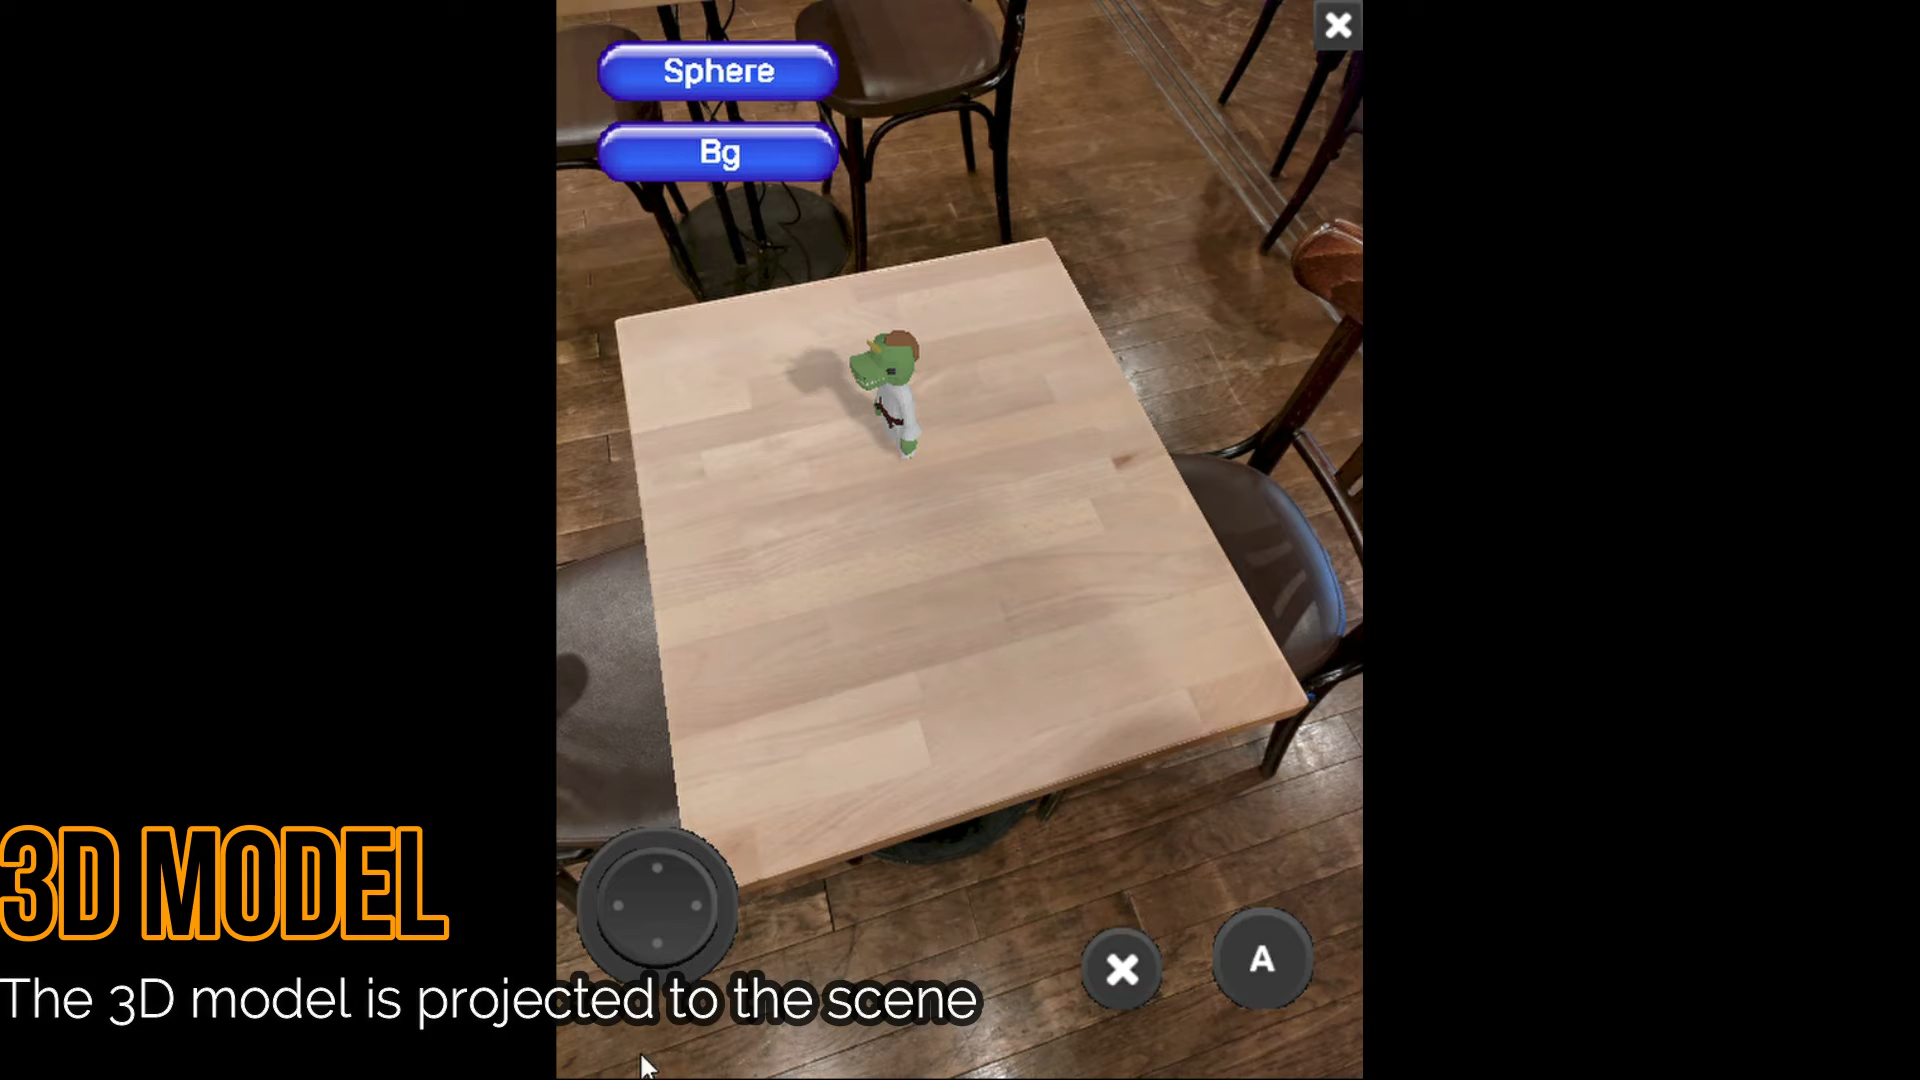 Sphere
Bg
3D MODEL
A
The 3D model is projected to the scene